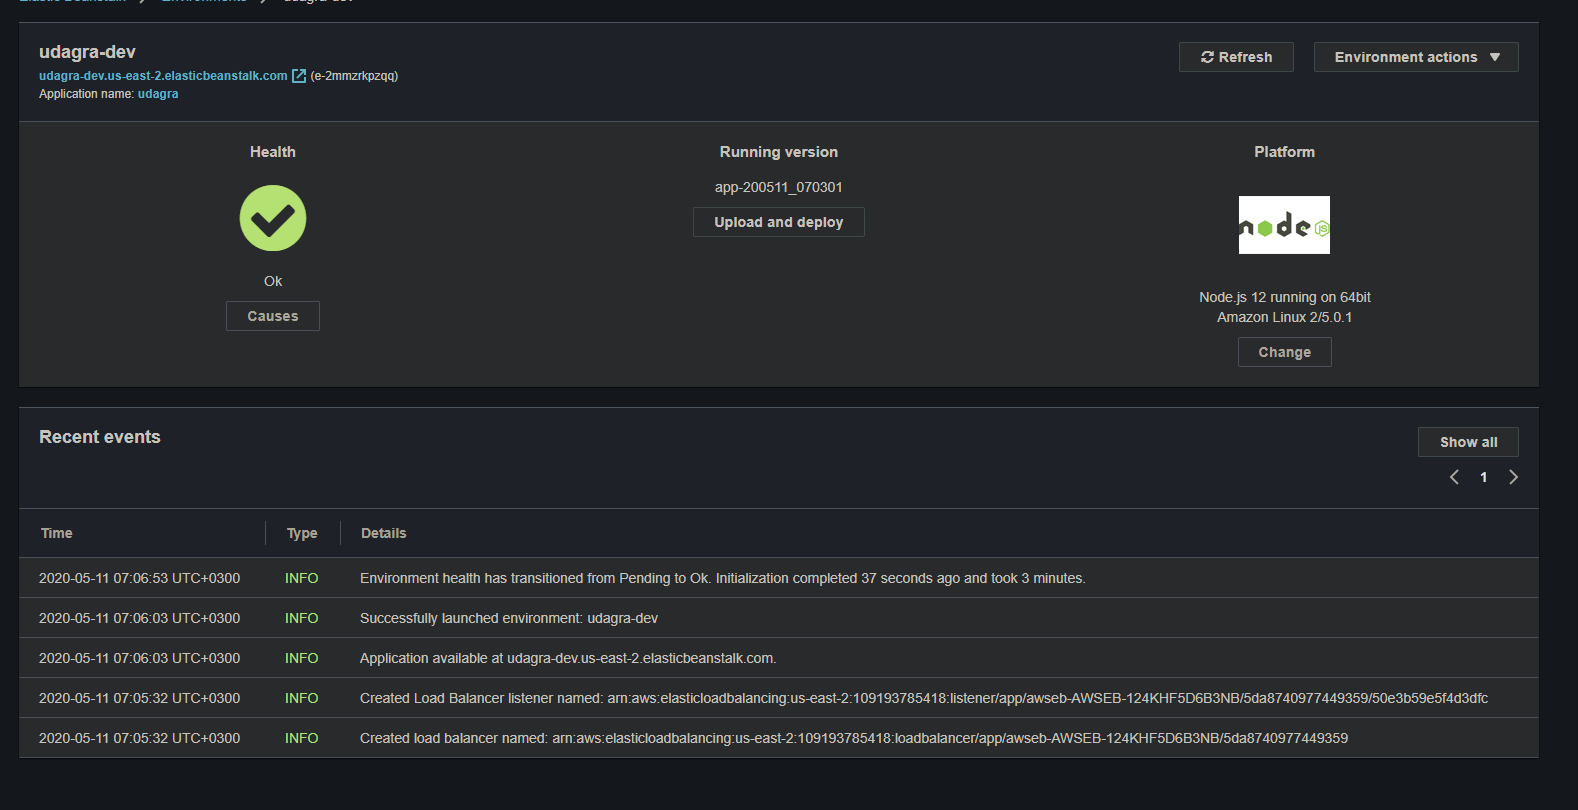 Elastic Beanstalk > Environments > udagra-dev
udagra-dev
Refresh
Environment actions
udagra-dev.us-east-2.elasticbeanstalk.com (e-2mmzrkpzqq)
Application name: udagra
Health
Running version
Platform
Ok
Causes
app-200511_070301
Upload and deploy
node JS
Node.js 12 running on 64bit
Amazon Linux 2/5.0.1
Change
Recent events
Show all
1
Time Type Details
2020-05-11 07:06:53 UTC+0300 INFO Environment health has transitioned from Pending to Ok. Initialization completed 37 seconds ago and took 3 minutes.
2020-05-11 07:06:03 UTC+0300 INFO Successfully launched environment: udagra-dev
2020-05-11 07:06:03 UTC+0300 INFO Application available at udagra-dev.us-east-2.elasticbeanstalk.com.
2020-05-11 07:05:32 UTC+0300 INFO Created Load Balancer listener named: arn:aws:elasticloadbalancing:us-east-2:109193785418:listener/app/awseb-AWSEB-124KHF5D6B3NB/5da8740977449359/50e3b59e5f4d3dfc
2020-05-11 07:05:32 UTC+0300 INFO Created load balancer named: arn:aws:elasticloadbalancing:us-east-2:109193785418:loadbalancer/app/awseb-AWSEB-124KHF5D6B3NB/5da8740977449359